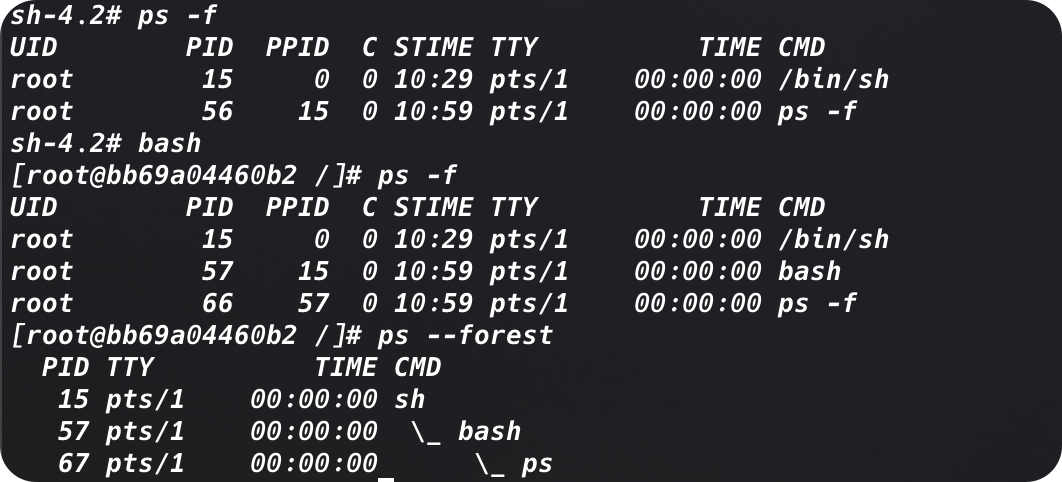 sh-4.2# ps -f
UID        PID  PPID  C STIME TTY          TIME CMD
root        15     0  0 10:29 pts/1    00:00:00 /bin/sh
root        56    15  0 10:59 pts/1    00:00:00 ps -f
sh-4.2# bash
[root@bb69a04460b2 /]# ps -f
UID        PID  PPID  C STIME TTY          TIME CMD
root        15     0  0 10:29 pts/1    00:00:00 /bin/sh
root        57    15  0 10:59 pts/1    00:00:00 bash
root        66    57  0 10:59 pts/1    00:00:00 ps -f
[root@bb69a04460b2 /]# ps --forest
  PID TTY          TIME CMD
   15 pts/1    00:00:00 sh
   57 pts/1    00:00:00  \_ bash
   67 pts/1    00:00:00      \_ ps